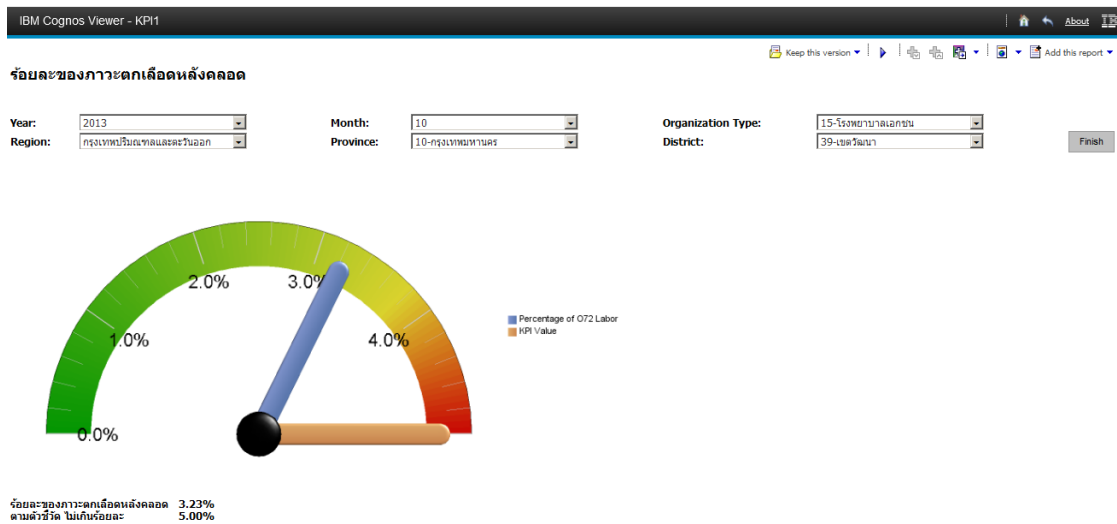 IBM Cognos Viewer - KPI1
About IBM
Keep this version
Add this report
ร้อยละของภาวะตกเลือดหลังคลอด
Year: 2013 Month: 10 Organization Type: 15-โรงพยาบาลเอกชน
Region: กรุงเทพปริมณฑลและตะวันออก Province: 10-กรุงเทพมหานคร District: 39-เขตวัฒนา Finish
2.0% 3.0%
Percentage of O72 Labor
KPI Value
1.0% 4.0%
0.0%
ร้อยละของภาวะตกเลือดหลังคลอด 3.23%
ตามตัวชี้วัด ไม่เกินร้อยละ 5.00%